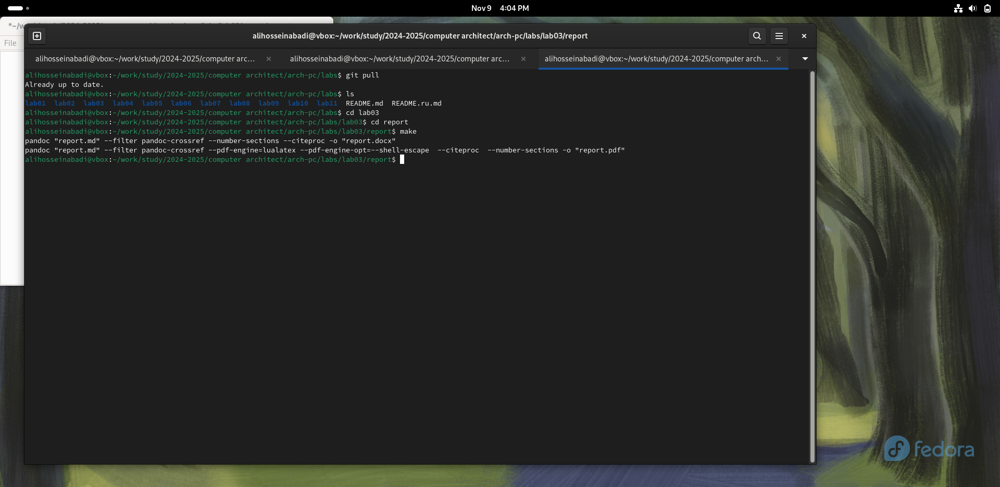 Nov 9 4:04 PM
File
alihosseinabadi@vbox:~/work/study/2024-2025/computer architect/arch-pc/labs/lab03/report
alihosseinabadi@vbox:~/work/study/2024-2025/computer arc… alihosseinabadi@vbox:~/work/study/2024-2025/computer arc… alihosseinabadi@vbox:~/work/study/2024-2025/computer arch…
alihosseinabadi@vbox:~/work/study/2024-2025/computer architect/arch-pc/labs$ git pull
Already up to date.
alihosseinabadi@vbox:~/work/study/2024-2025/computer architect/arch-pc/labs$ ls
lab01 lab02 lab03 lab04 lab05 lab06 lab07 lab08 lab09 lab10 lab11 README.md README.ru.md
alihosseinabadi@vbox:~/work/study/2024-2025/computer architect/arch-pc/labs$ cd lab03
alihosseinabadi@vbox:~/work/study/2024-2025/computer architect/arch-pc/labs/lab03$ cd report
alihosseinabadi@vbox:~/work/study/2024-2025/computer architect/arch-pc/labs/lab03/report$ make
pandoc "report.md" --filter pandoc-crossref --number-sections --citeproc -o "report.docx"
pandoc "report.md" --filter pandoc-crossref --pdf-engine=lualatex --pdf-engine-opt=--shell-escape --citeproc --number-sections -o "report.pdf"
alihosseinabadi@vbox:~/work/study/2024-2025/computer architect/arch-pc/labs/lab03/report$
fedora